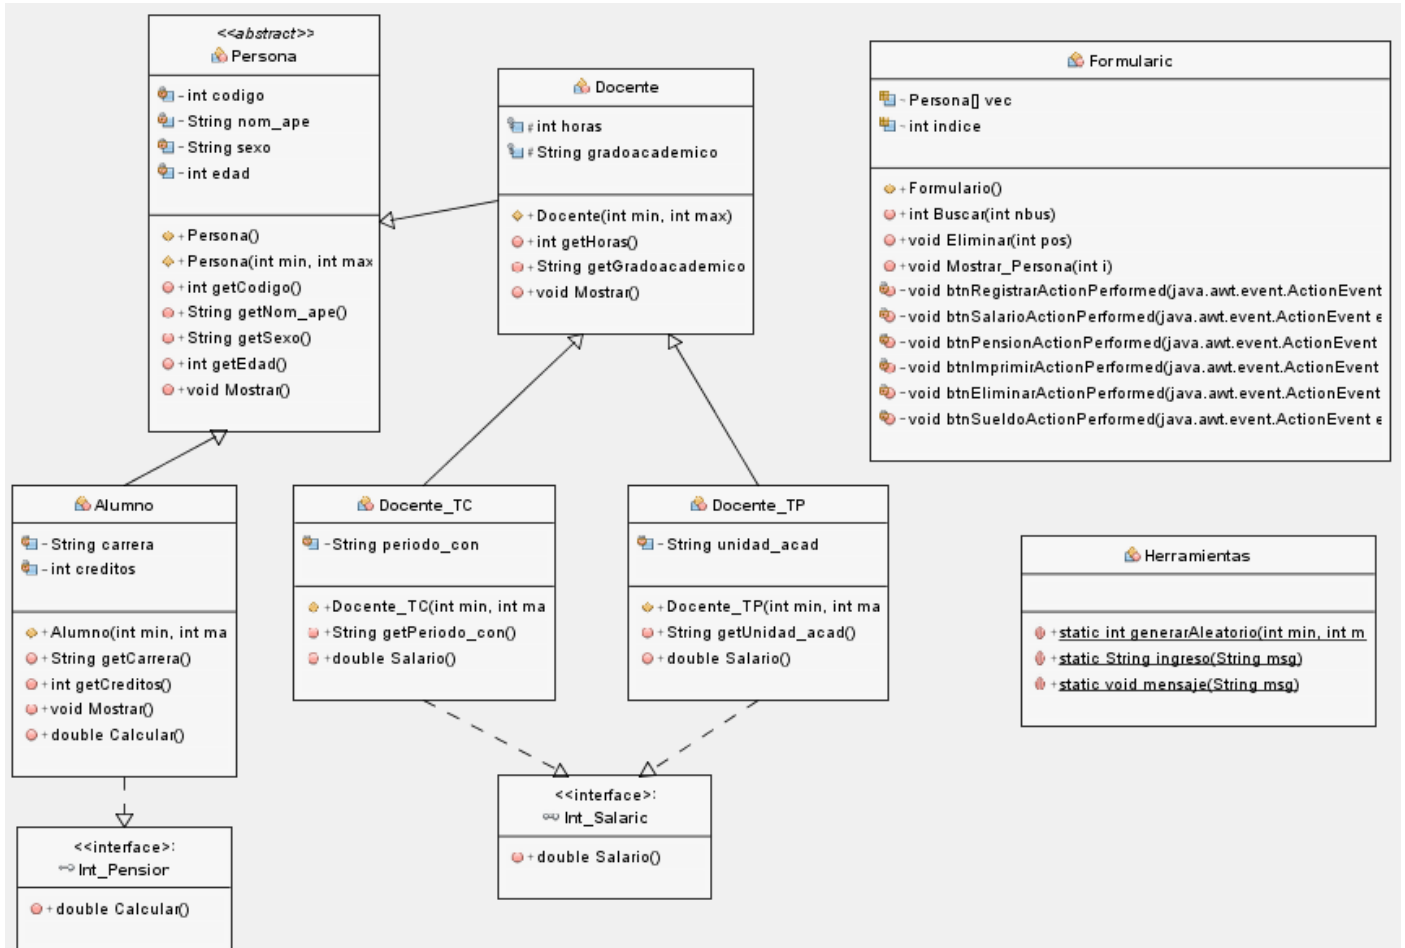 <<abstract>>
Persona
- int codigo
- String nom_ape
- String sexo
- int edad
+ Persona()
+ Persona(int min, int max
+ int getCodigo()
+ String getNom_ape()
+ String getSexo()
+ int getEdad()
+ void Mostrar()
Docente
# int horas
# String gradoacademico
+ Docente(int min, int max)
+ int getHoras()
+ String getGradoacademico
+ void Mostrar()
Formularic
~ Persona[] vec
~ int indice
+ Formulario()
+ int Buscar(int nbus)
+ void Eliminar(int pos)
+ void Mostrar_Persona(int i)
- void btnRegistrarActionPerformed(java.awt.event.ActionEvent
- void btnSalarioActionPerformed(java.awt.event.ActionEvent e
- void btnPensionActionPerformed(java.awt.event.ActionEvent
- void btnImprimirActionPerformed(java.awt.event.ActionEvent
- void btnEliminarActionPerformed(java.awt.event.ActionEvent
- void btnSueldoActionPerformed(java.awt.event.ActionEvent e
Alumno
- String carrera
- int creditos
+ Alumno(int min, int ma
+ String getCarrera()
+ int getCreditos()
+ void Mostrar()
+ double Calcular()
Docente_TC
- String periodo_con
+ Docente_TC(int min, int ma
+ String getPeriodo_con()
+ double Salario()
Docente_TP
- String unidad_acad
+ Docente_TP(int min, int ma
+ String getUnidad_acad()
+ double Salario()
Herramientas
+ static int generarAleatorio(int min, int m
+ static String ingreso(String msg)
+ static void mensaje(String msg)
<<interface>:
Int_Pensior
+ double Calcular()
<<interface>:
Int_Salaric
+ double Salario()